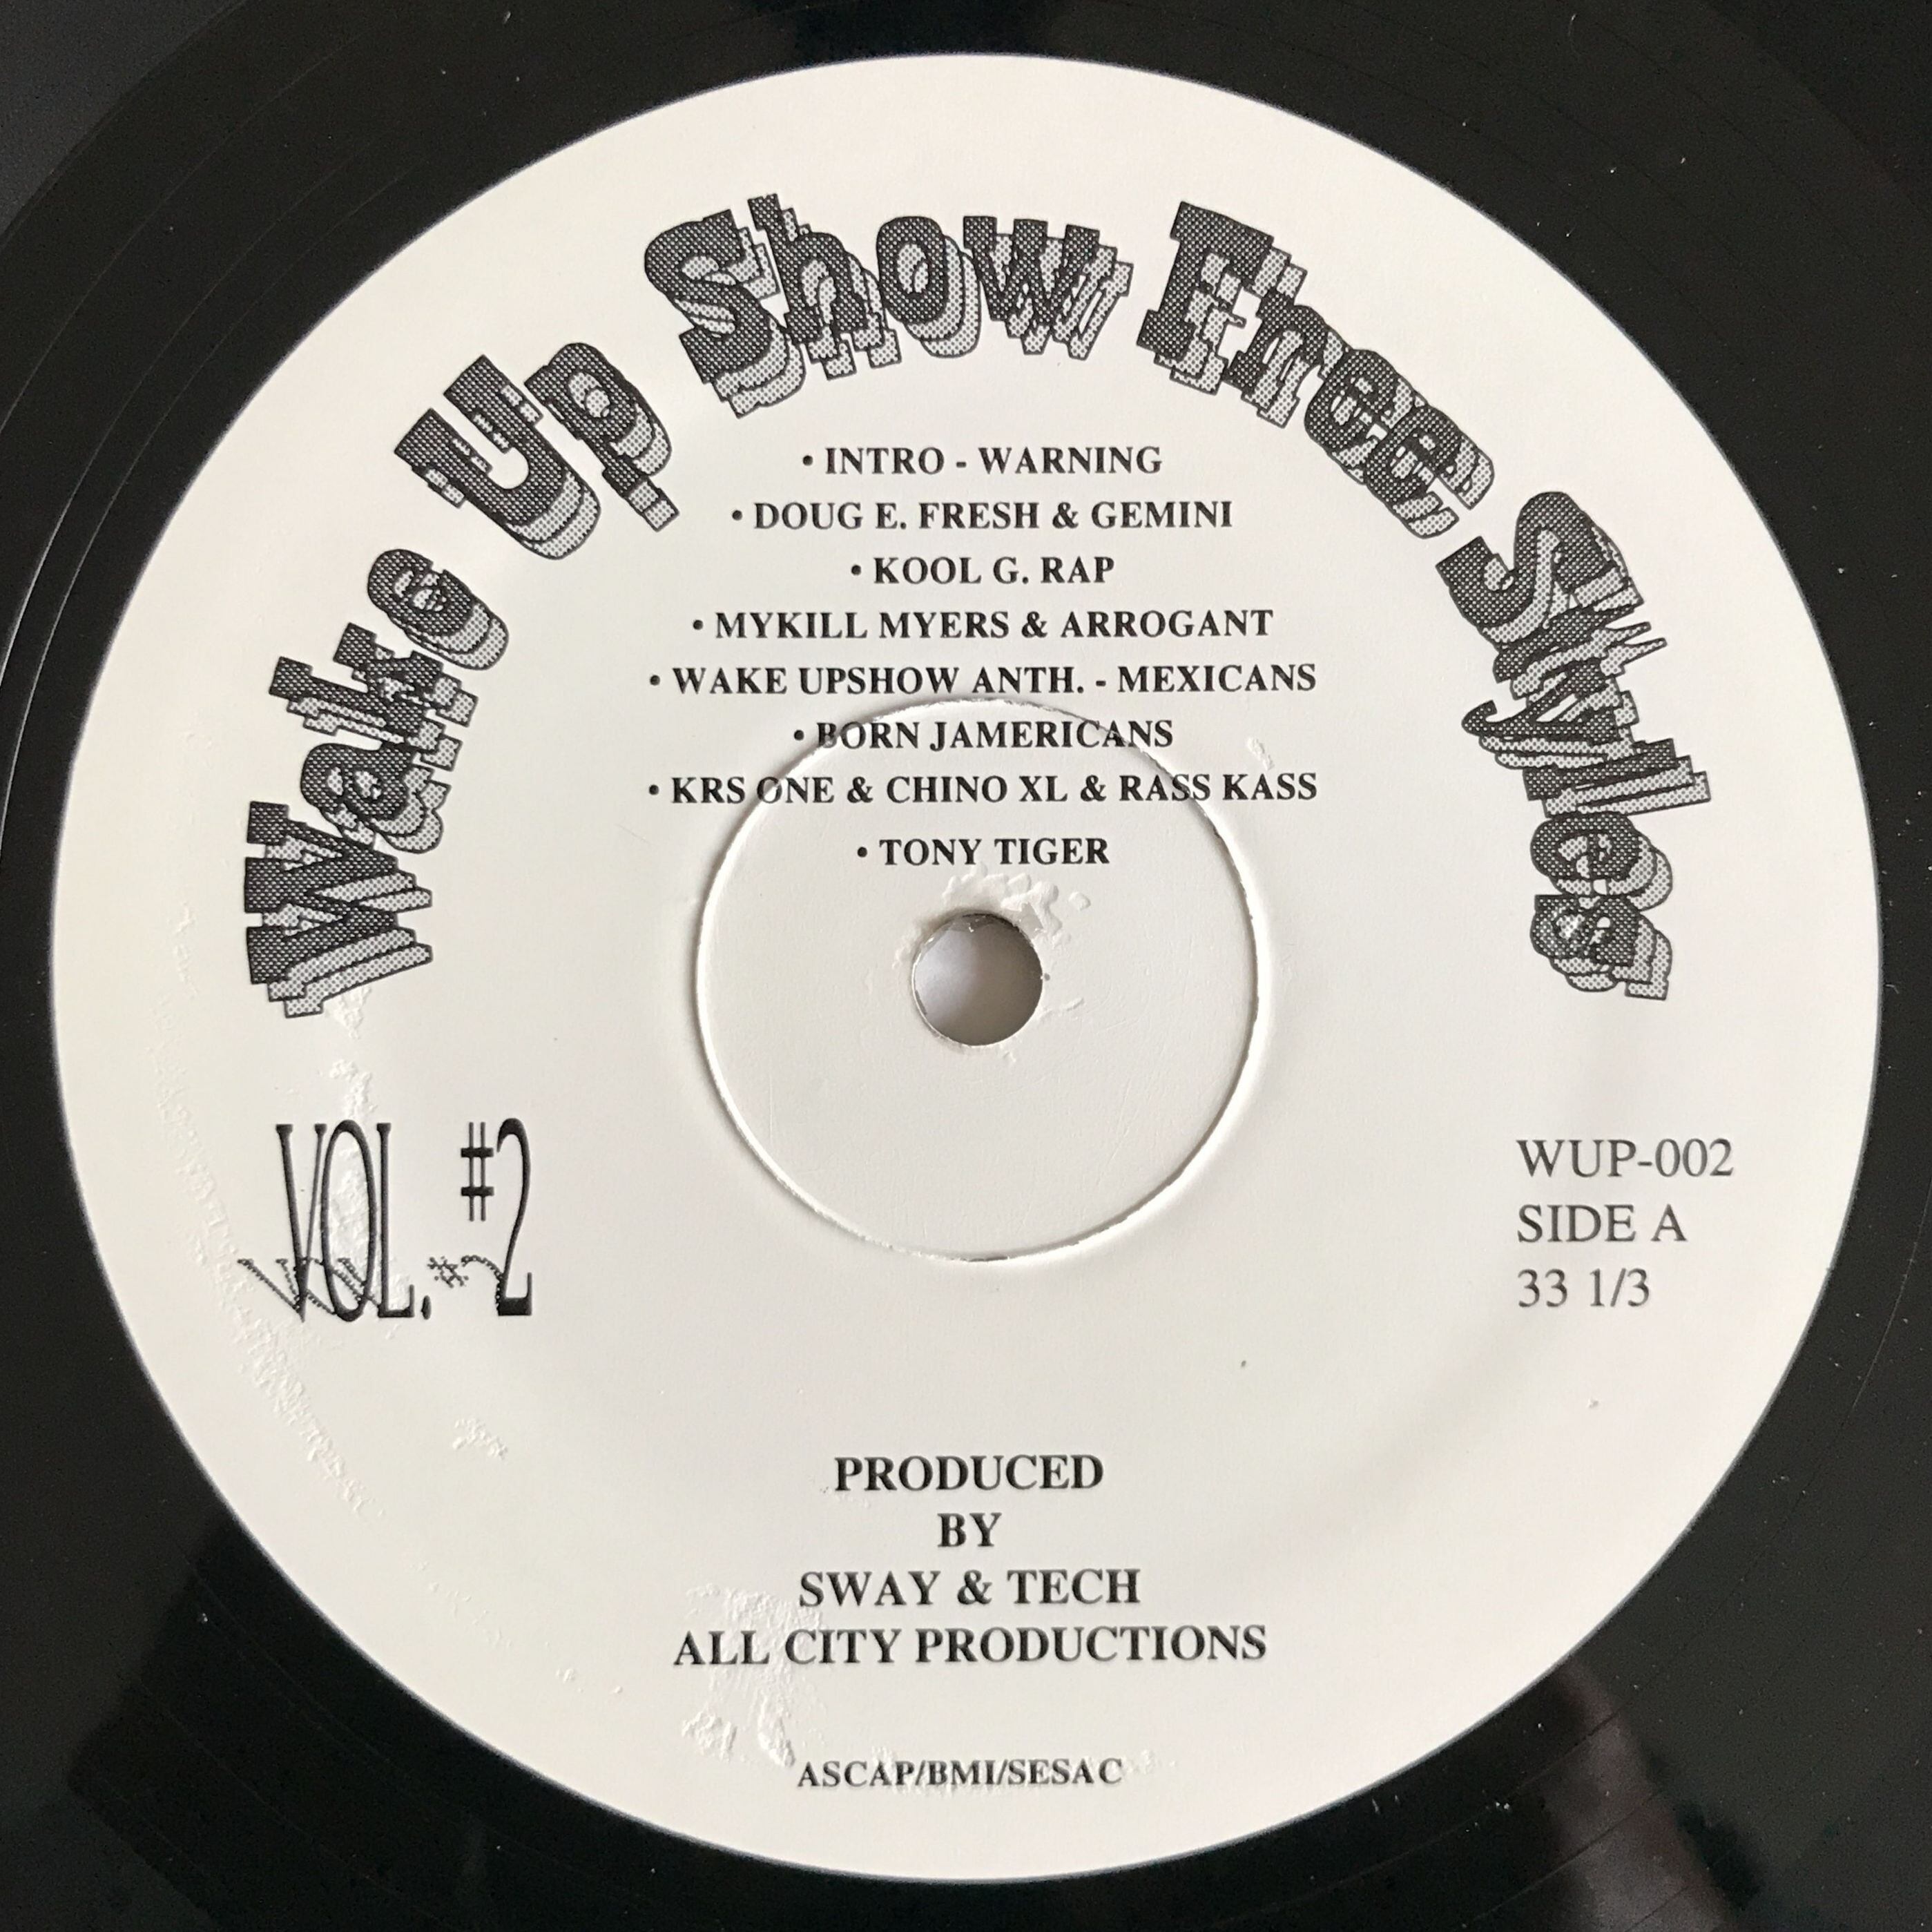 Wake Up Show Free Styles
• INTRO - WARNING
• DOUG E. FRESH & GEMINI
• KOOL G. RAP
• MYKILL MYERS & ARROGANT
• WAKE UPSHOW ANTH. - MEXICANS
• BORN JAMERICANS
• KRS ONE & CHINO XL & RASS KASS
• TONY TIGER
VOL. #2
WUP-002
SIDE A
33 1/3
PRODUCED
BY
SWAY & TECH
ALL CITY PRODUCTIONS
ASCAP/BMI/SESAC